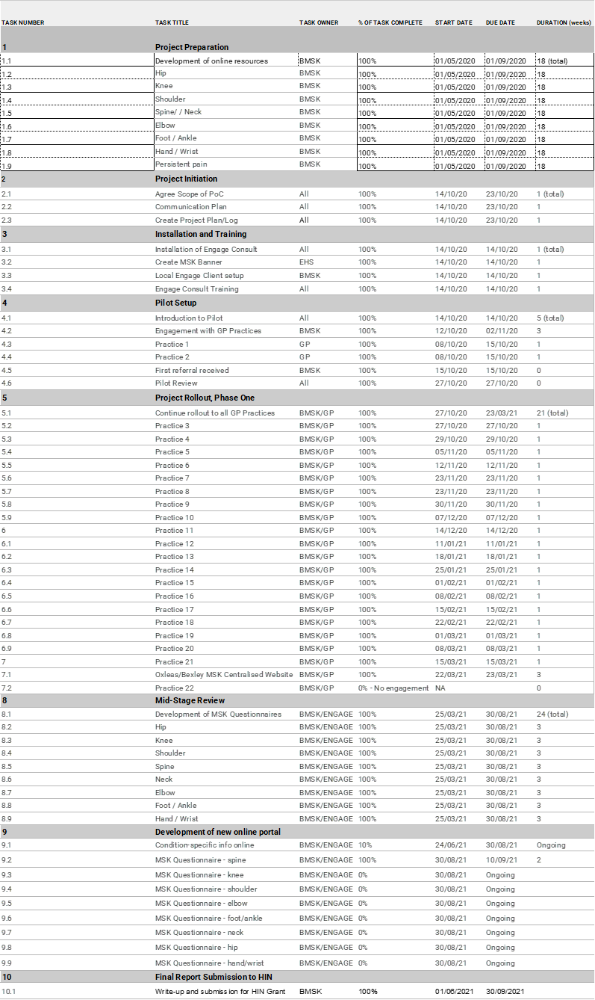 TASK NUMBER TASK TITLE TASK OWNER % OF TASK COMPLETE START DATE DUE DATE DURATION (weeks)
1 Project Preparation
1.1 Development of online resources BMSK 100% 01/05/2020 01/09/2020 18 (total)
1.2 Hip BMSK 100% 01/05/2020 01/09/2020 18
1.3 Knee BMSK 100% 01/05/2020 01/09/2020 18
1.4 Shoulder BMSK 100% 01/05/2020 01/09/2020 18
1.5 Spine/ / Neck BMSK 100% 01/05/2020 01/09/2020 18
1.6 Elbow BMSK 100% 01/05/2020 01/09/2020 18
1.7 Foot / Ankle BMSK 100% 01/05/2020 01/09/2020 18
1.8 Hand / Wrist BMSK 100% 01/05/2020 01/09/2020 18
1.9 Persistent pain BMSK 100% 01/05/2020 01/09/2020 18
2 Project Initiation
2.1 Agree Scope of PoC All 100% 14/10/20 23/10/20 1 (total)
2.2 Communication Plan All 100% 14/10/20 23/10/20 1
2.3 Create Project Plan/Log All 100% 14/10/20 23/10/20 1
3 Installation and Training
3.1 Installation of Engage Consult All 100% 14/10/20 14/10/20 1 (total)
3.2 Create MSK Banner EHS 100% 14/10/20 14/10/20 1
3.3 Local Engage Client setup BMSK 100% 14/10/20 14/10/20 1
3.4 Engage Consult Training All 100% 14/10/20 14/10/20 1
4 Pilot Setup
4.1 Introduction to Pilot All 100% 14/10/20 14/10/20 5 (total)
4.2 Engagement with GP Practices BMSK 100% 12/10/20 02/11/20 3
4.3 Practice 1 GP 100% 08/10/20 15/10/20 1
4.4 Practice 2 GP 100% 08/10/20 15/10/20 1
4.5 First referral received BMSK 100% 15/10/20 15/10/20 0
4.6 Pilot Review All 100% 27/10/20 27/10/20 0
5 Project Rollout, Phase One
5.1 Continue rollout to all GP Practices BMSK/GP 100% 27/10/20 23/03/21 21 (total)
5.2 Practice 3 BMSK/GP 100% 27/10/20 27/10/20 1
5.3 Practice 4 BMSK/GP 100% 29/10/20 29/10/20 1
5.4 Practice 5 BMSK/GP 100% 05/11/20 05/11/20 1
5.5 Practice 6 BMSK/GP 100% 12/11/20 12/11/20 1
5.6 Practice 7 BMSK/GP 100% 23/11/20 23/11/20 1
5.7 Practice 8 BMSK/GP 100% 23/11/20 23/11/20 1
5.8 Practice 9 BMSK/GP 100% 30/11/20 30/11/20 1
5.9 Practice 10 BMSK/GP 100% 07/12/20 07/12/20 1
6 Practice 11 BMSK/GP 100% 14/12/20 14/12/20 1
6.1 Practice 12 BMSK/GP 100% 11/01/21 11/01/21 1
6.2 Practice 13 BMSK/GP 100% 18/01/21 18/01/21 1
6.3 Practice 14 BMSK/GP 100% 25/01/21 25/01/21 1
6.4 Practice 15 BMSK/GP 100% 01/02/21 01/02/21 1
6.5 Practice 16 BMSK/GP 100% 08/02/21 08/02/21 1
6.6 Practice 17 BMSK/GP 100% 15/02/21 15/02/21 1
6.7 Practice 18 BMSK/GP 100% 22/02/21 22/02/21 1
6.8 Practice 19 BMSK/GP 100% 01/03/21 01/03/21 1
6.9 Practice 20 BMSK/GP 100% 08/03/21 08/03/21 1
7 Practice 21 BMSK/GP 100% 15/03/21 15/03/21 1
7.1 Oxleas/Bexley MSK Centralised Website BMSK/GP 100% 22/03/21 23/03/21 3
7.2 Practice 22 BMSK/GP 0% - No engagement NA 0
8 Mid-Stage Review
8.1 Development of MSK Questionnaires BMSK/ENGAGE 100% 25/03/21 30/08/21 24 (total)
8.2 Hip BMSK/ENGAGE 100% 25/03/21 30/08/21 3
8.3 Knee BMSK/ENGAGE 100% 25/03/21 30/08/21 3
8.4 Shoulder BMSK/ENGAGE 100% 25/03/21 30/08/21 3
8.5 Spine BMSK/ENGAGE 100% 25/03/21 30/08/21 3
8.6 Neck BMSK/ENGAGE 100% 25/03/21 30/08/21 3
8.7 Elbow BMSK/ENGAGE 100% 25/03/21 30/08/21 3
8.8 Foot / Ankle BMSK/ENGAGE 100% 25/03/21 30/08/21 3
8.9 Hand / Wrist BMSK/ENGAGE 100% 25/03/21 30/08/21 3
9 Development of new online portal
9.1 Condition-specific info online BMSK/ENGAGE 10% 24/06/21 30/08/21 Ongoing
9.2 MSK Questionnaire - spine BMSK/ENGAGE 100% 30/08/21 10/09/21 2
9.3 MSK Questionnaire - knee BMSK/ENGAGE 0% 30/08/21 Ongoing
9.4 MSK Questionnaire - shoulder BMSK/ENGAGE 0% 30/08/21 Ongoing
9.5 MSK Questionnaire - elbow BMSK/ENGAGE 0% 30/08/21 Ongoing
9.6 MSK Questionnaire - foot/ankle BMSK/ENGAGE 0% 30/08/21 Ongoing
9.7 MSK Questionnaire - neck BMSK/ENGAGE 0% 30/08/21 Ongoing
9.8 MSK Questionnaire - hip BMSK/ENGAGE 0% 30/08/21 Ongoing
9.9 MSK Questionnaire - hand/wrist BMSK/ENGAGE 0% 30/08/21 Ongoing
10 Final Report Submission to HIN
10.1 Write-up and submission for HIN Grant BMSK 100% 01/06/2021 30/09/2021